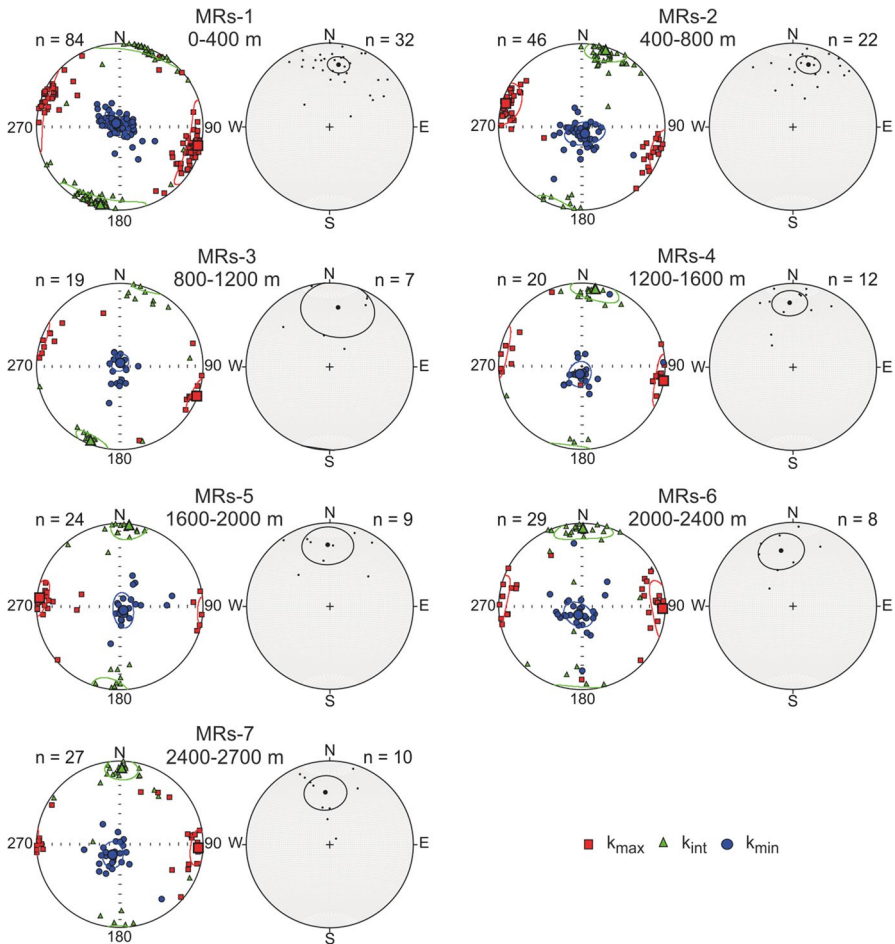 MRs-1
0-400 m
n = 84
N
n = 32
N
270
90
W
E
180
S
MRs-2
400-800 m
n = 46
N
n = 22
N
270
90
W
E
180
S
MRs-3
800-1200 m
n = 19
N
n = 7
N
270
90
W
E
180
S
MRs-4
1200-1600 m
n = 20
N
n = 12
N
270
90
W
E
180
S
MRs-5
1600-2000 m
n = 24
N
n = 9
N
270
90
W
E
180
S
MRs-6
2000-2400 m
n = 29
N
n = 8
N
270
90
W
E
180
S
MRs-7
2400-2700 m
n = 27
N
n = 10
N
270
90
W
E
180
S
kmax kint kmin